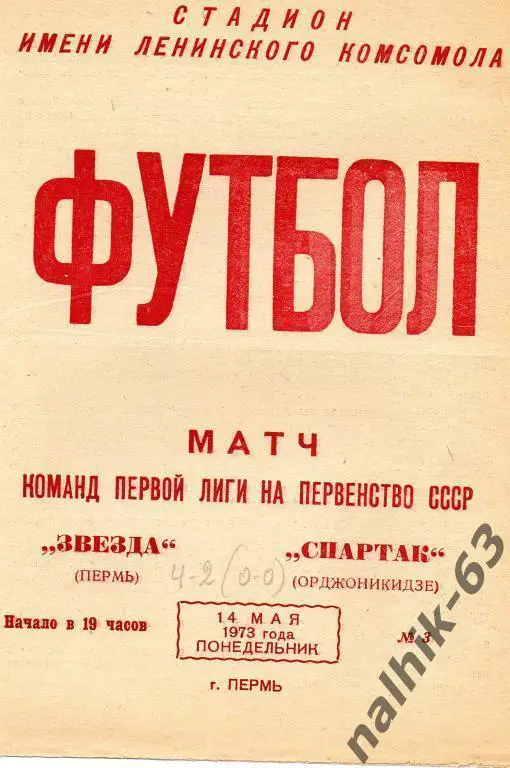 СТАДИОН
ИМЕНИ ЛЕНИНСКОГО КОМСОМОЛА
ФУТБОЛ
МАТЧ
КОМАНД ПЕРВОЙ ЛИГИ НА ПЕРВЕНСТВО СССР
„ЗВЕЗДА“ „СПАРТАК“
(ПЕРМЬ) 4-2 (0-0) (ОРДЖОНИКИДЗЕ)
Начало в 19 часов
14 МАЯ
1973 года
ПОНЕДЕЛЬНИК
№ 3
г. ПЕРМЬ
nalhik-63